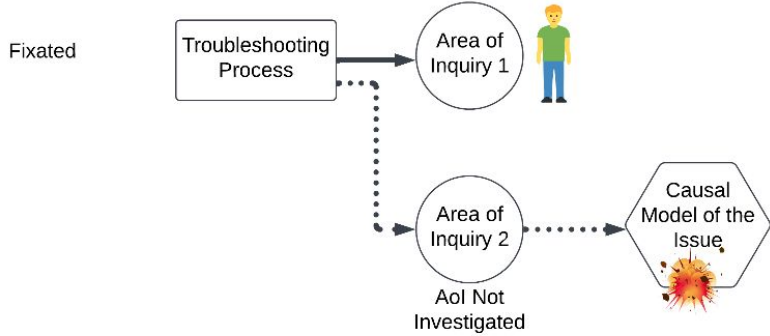 Fixated
Troubleshooting
Process
Area of
Inquiry 1
Area of
Inquiry 2
AoI Not
Investigated
Causal
Model of the
Issue